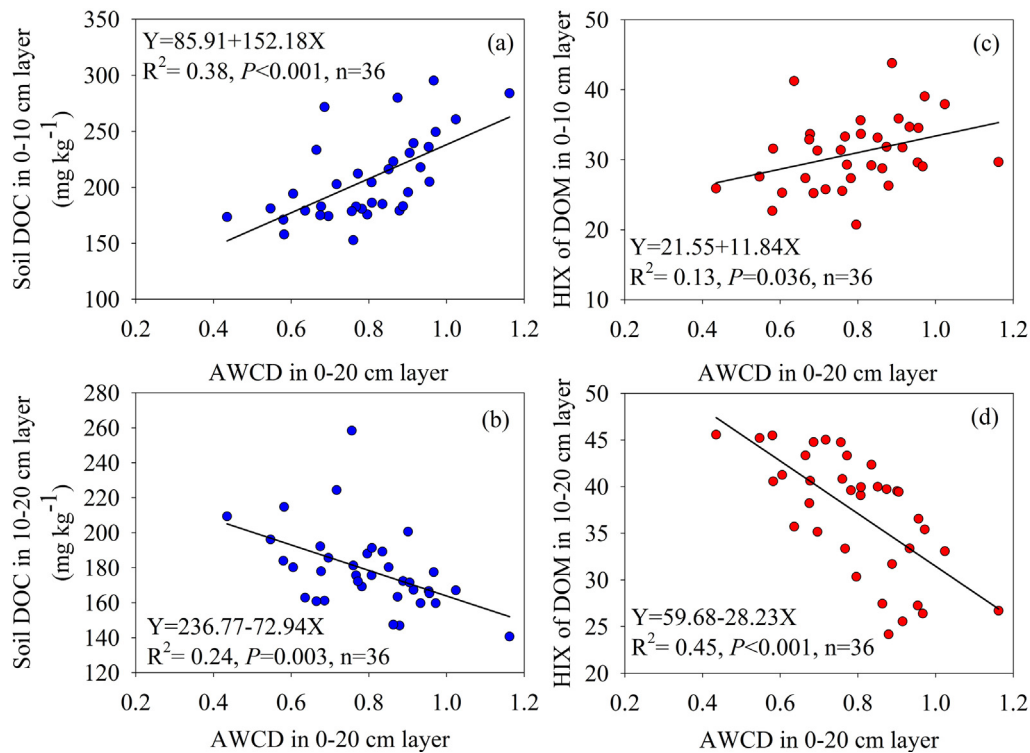 350
300
250
200
150
100
Soil DOC in 0-10 cm layer
(mg kg⁻¹)
Y=85.91+152.18X
R²= 0.38, P<0.001, n=36
(a)
0.2 0.4 0.6 0.8 1.0 1.2
AWCD in 0-20 cm layer
50
40
30
20
10
HIX of DOM in 0-10 cm layer
(c)
Y=21.55+11.84X
R²= 0.13, P=0.036, n=36
0.2 0.4 0.6 0.8 1.0 1.2
AWCD in 0-20 cm layer
280
260
240
220
200
180
160
140
120
Soil DOC in 10-20 cm layer
(mg kg⁻¹)
(b)
Y=236.77-72.94X
R²= 0.24, P=0.003, n=36
0.2 0.4 0.6 0.8 1.0 1.2
AWCD in 0-20 cm layer
50
45
40
35
30
25
20
HIX of DOM in 10-20 cm layer
(d)
Y=59.68-28.23X
R²= 0.45, P<0.001, n=36
0.2 0.4 0.6 0.8 1.0 1.2
AWCD in 0-20 cm layer